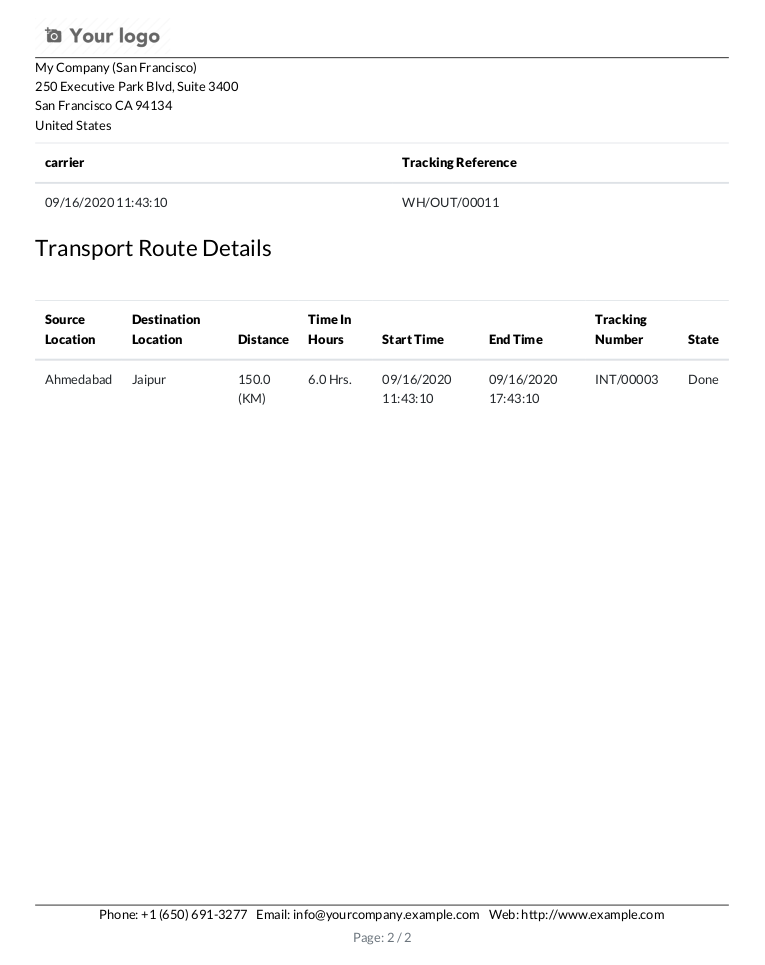 Your logo
My Company (San Francisco)
250 Executive Park Blvd, Suite 3400
San Francisco CA 94134
United States
carrier Tracking Reference
09/16/2020 11:43:10 WH/OUT/00011
Transport Route Details
Source Destination Time In Tracking
Location Location Distance Hours Start Time End Time Number State
Ahmedabad Jaipur 150.0 6.0 Hrs. 09/16/2020 09/16/2020 INT/00003 Done
(KM) 11:43:10 17:43:10
Phone: +1 (650) 691-3277 Email: info@yourcompany.example.com Web: http://www.example.com
Page: 2 / 2